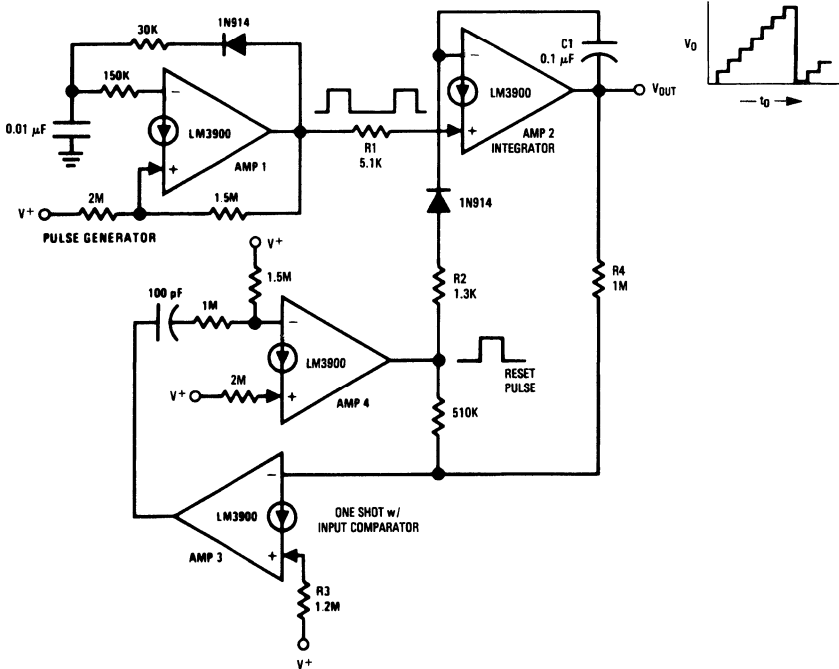 30K
1N914
150K
−
LM3900
+
AMP 1
0.01 μF
2M
V+
1.5M
PULSE GENERATOR
R1
5.1K
−
LM3900
+
AMP 2
INTEGRATOR
C1
0.1 μF
VOUT
VO
tO
1N914
R2
1.3K
R4
1M
V+
1.5M
100 pF
1M
−
LM3900
+
AMP 4
2M
V+
RESET
PULSE
510K
−
LM3900
+
AMP 3
ONE SHOT w/
INPUT COMPARATOR
R3
1.2M
V+